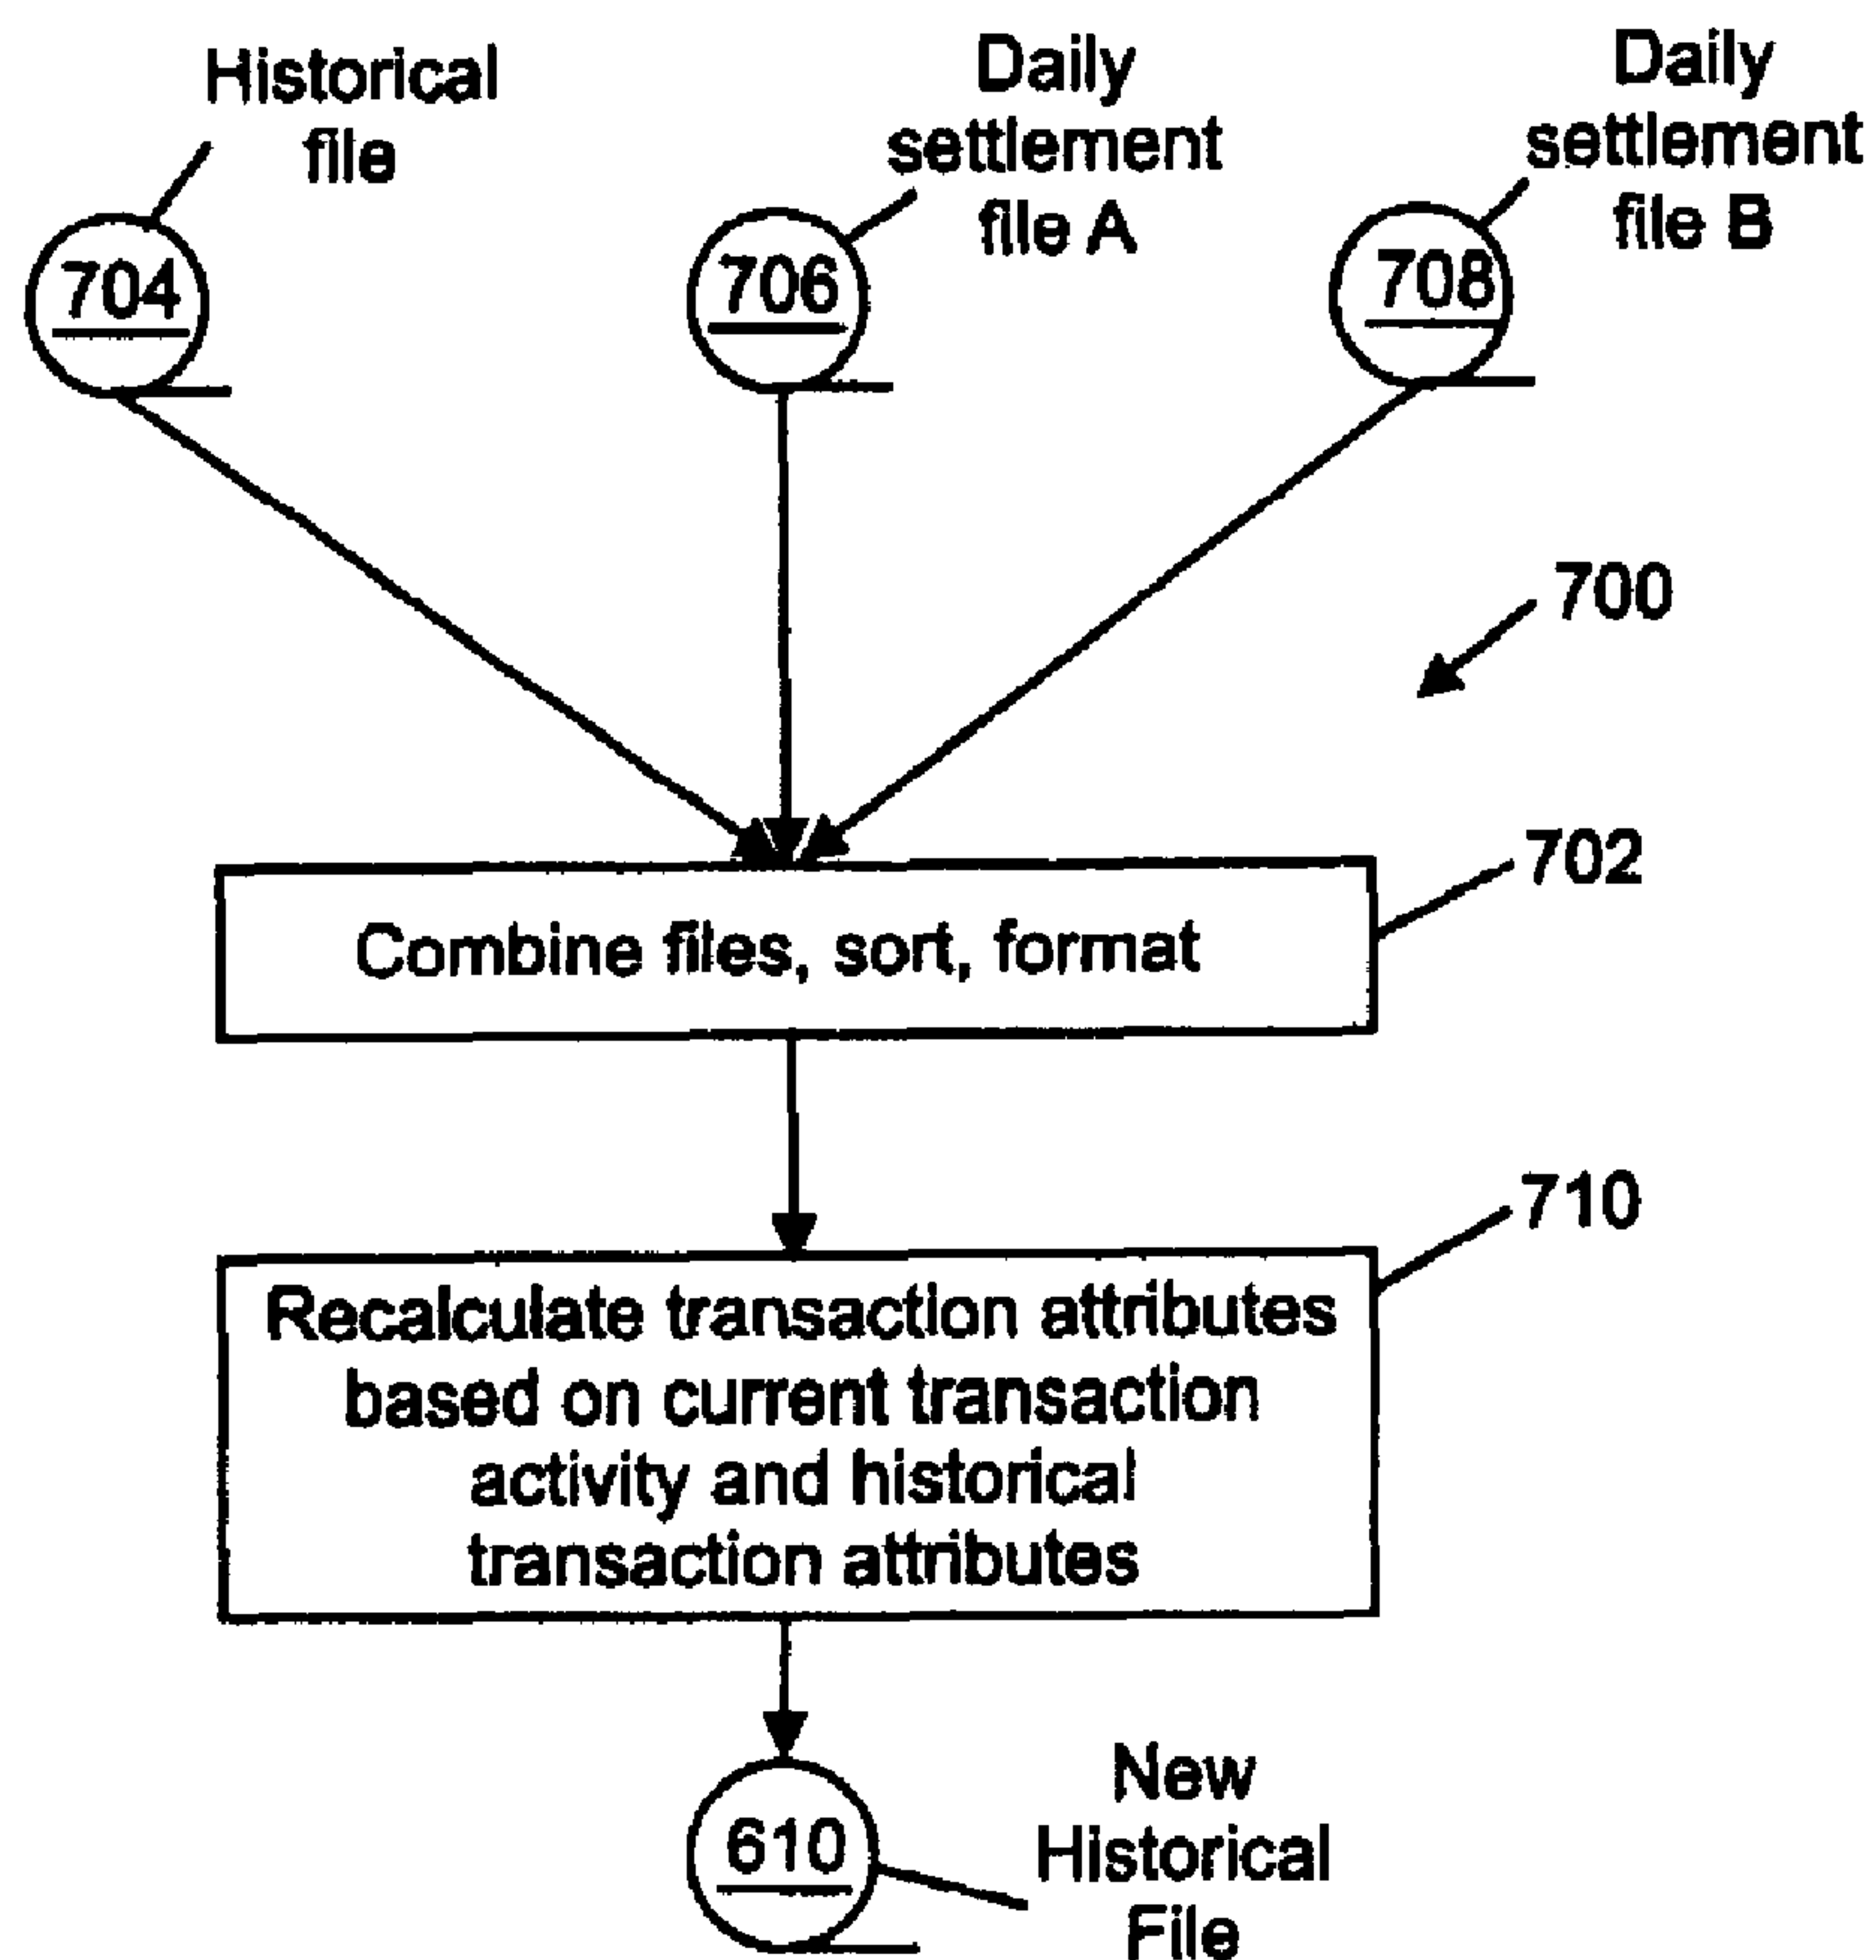 Historical
file
Daily
settlement
file A
Daily
settlement
file B
704
706
708
700
702
Combine files, sort, format
710
Recalculate transaction attributes
based on current transaction
activity and historical
transaction attributes
610
New
Historical
File